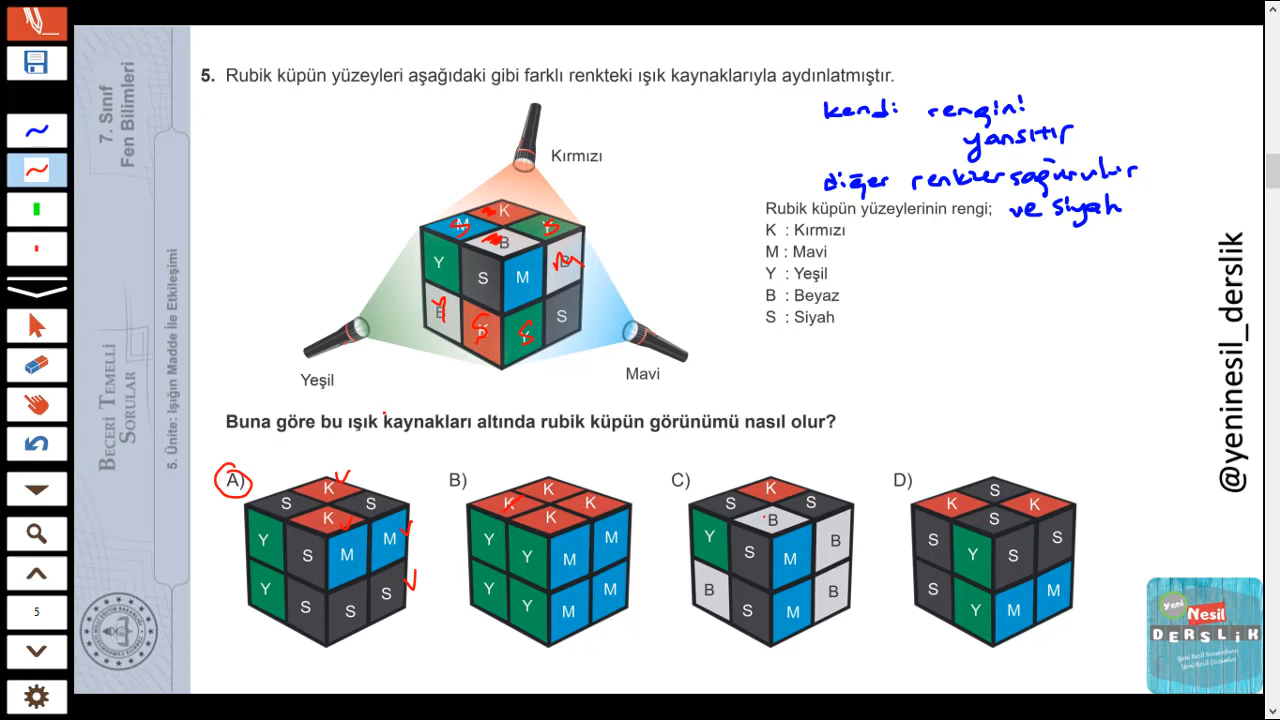 5. Rubik küpün yüzeyleri aşağıdaki gibi farklı renkteki ışık kaynaklarıyla aydınlatmıştır.
kendi rengini
yansıtır
diğer renkler soğurulur
ve siyah
Kırmızı
Yeşil
Mavi
K
M S
Y S
B
Y
S
M
B M
B Y
K S
Y S
S
Rubik küpün yüzeylerinin rengi;
K : Kırmızı
M : Mavi
Y : Yeşil
B : Beyaz
S : Siyah
Buna göre bu ışık kaynakları altında rubik küpün görünümü nasıl olur?
A)
K
S S
K
Y S M M
Y S S S
B)
K
K K
K
Y Y M M
Y Y M M
C)
K
S S
B
Y S M B
B S M B
D)
S
K K
S
S Y S S
S Y M M
7. Sınıf
Fen Bilimleri
5. Ünite: Işığın Madde İle Etkileşimi
BECERİ TEMELLİ
SORULAR
5
@yeninesil_derslik
Yeni
Nesil
DERSLİK